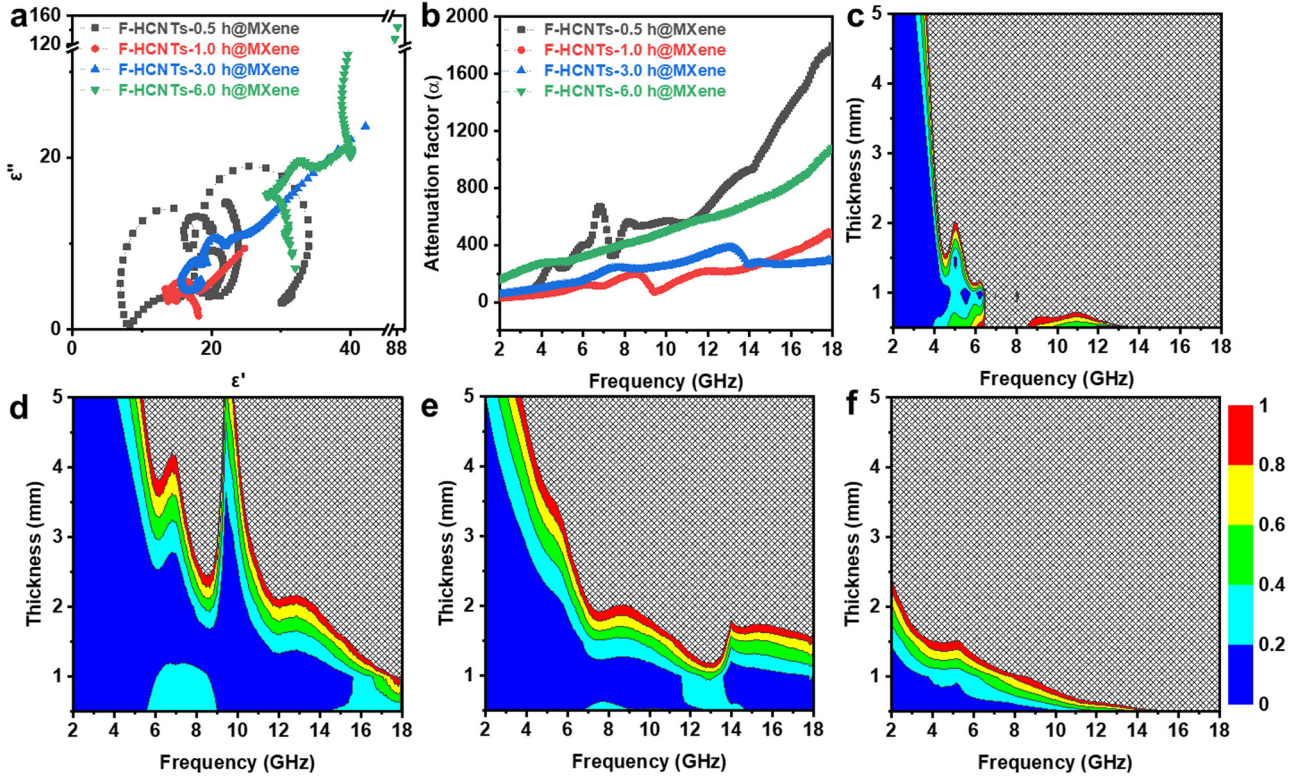 a
160
120
20
0
ε''
0
20
40
88
ε'
F-HCNTs-0.5 h@MXene
F-HCNTs-1.0 h@MXene
F-HCNTs-3.0 h@MXene
F-HCNTs-6.0 h@MXene
b
2000
1600
1200
800
400
0
Attenuation factor (α)
F-HCNTs-0.5 h@MXene
F-HCNTs-1.0 h@MXene
F-HCNTs-3.0 h@MXene
F-HCNTs-6.0 h@MXene
2 4 6 8 10 12 14 16 18
Frequency (GHz)
c
5
4
3
2
1
Thickness (mm)
2 4 6 8 10 12 14 16 18
Frequency (GHz)
d
5
4
3
2
1
Thickness (mm)
2 4 6 8 10 12 14 16 18
Frequency (GHz)
e
5
4
3
2
1
Thickness (mm)
2 4 6 8 10 12 14 16 18
Frequency (GHz)
f
5
4
3
2
1
Thickness (mm)
2 4 6 8 10 12 14 16 18
Frequency (GHz)
1
0.8
0.6
0.4
0.2
0